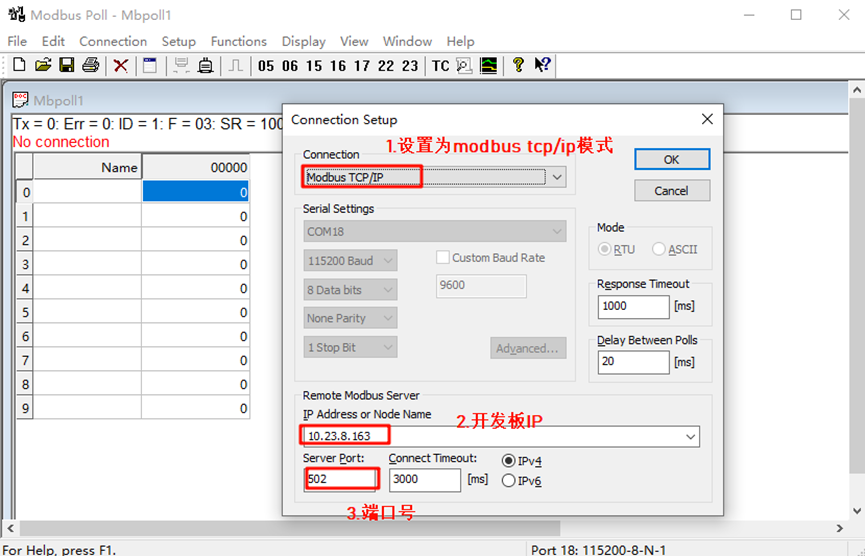 Modbus Poll - Mbpoll1
File Edit Connection Setup Functions Display View Window Help
05 06 15 16 17 22 23 TC
Mbpoll1
Tx = 0: Err = 0: ID = 1: F = 03: SR = 100
No connection
Name 00000
0 0
1 0
2 0
3 0
4 0
5 0
6 0
7 0
8 0
9 0
Connection Setup
1.设置为modbus tcp/ip模式
Connection
Modbus TCP/IP
OK
Cancel
Serial Settings
COM18
115200 Baud
8 Data bits
None Parity
1 Stop Bit
Custom Baud Rate
9600
Advanced...
Mode
RTU ASCII
Response Timeout
1000 [ms]
Delay Between Polls
20 [ms]
Remote Modbus Server
IP Address or Node Name
2.开发板IP
10.23.8.163
Server Port: Connect Timeout:
502 3000 [ms]
IPv4
IPv6
3.端口号
For Help, press F1.
Port 18: 115200-8-N-1